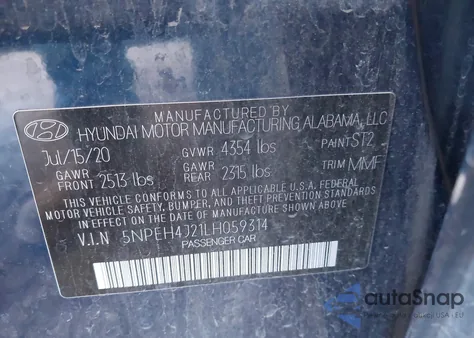 MANUFACTURED BY
HYUNDAI MOTOR MANUFACTURING ALABAMA, LLC
Jul/15/20 GVWR 4354 lbs PAINT ST2
GAWR FRONT 2513 lbs GAWR REAR 2315 lbs TRIM MMF
THIS VEHICLE CONFORMS TO ALL APPLICABLE U.S.A. FEDERAL
MOTOR VEHICLE SAFETY, BUMPER, AND THEFT PREVENTION
STANDARDS IN EFFECT ON THE DATE OF MANUFACTURE SHOWN ABOVE.
V.I.N 5NPEH4J21LH059314
PASSENGER CAR
autaSnap